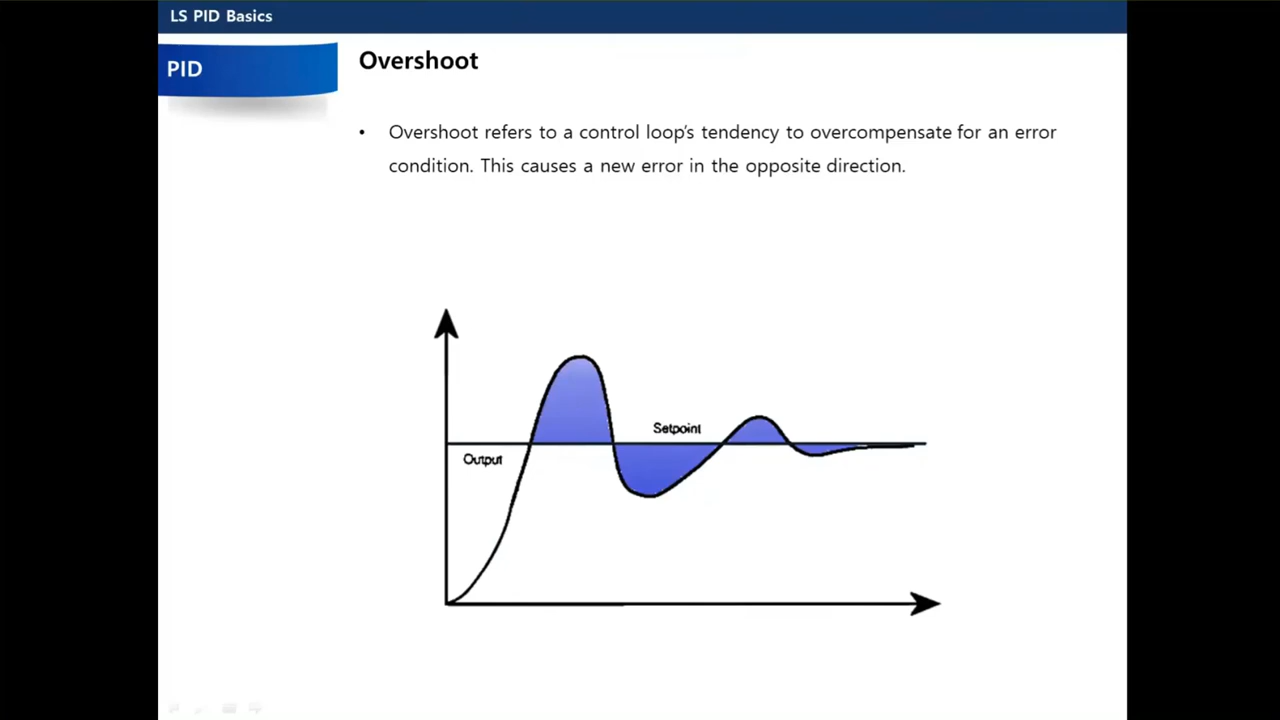 LS PID Basics
PID
Overshoot
• Overshoot refers to a control loop's tendency to overcompensate for an error
condition. This causes a new error in the opposite direction.
Setpoint
Output